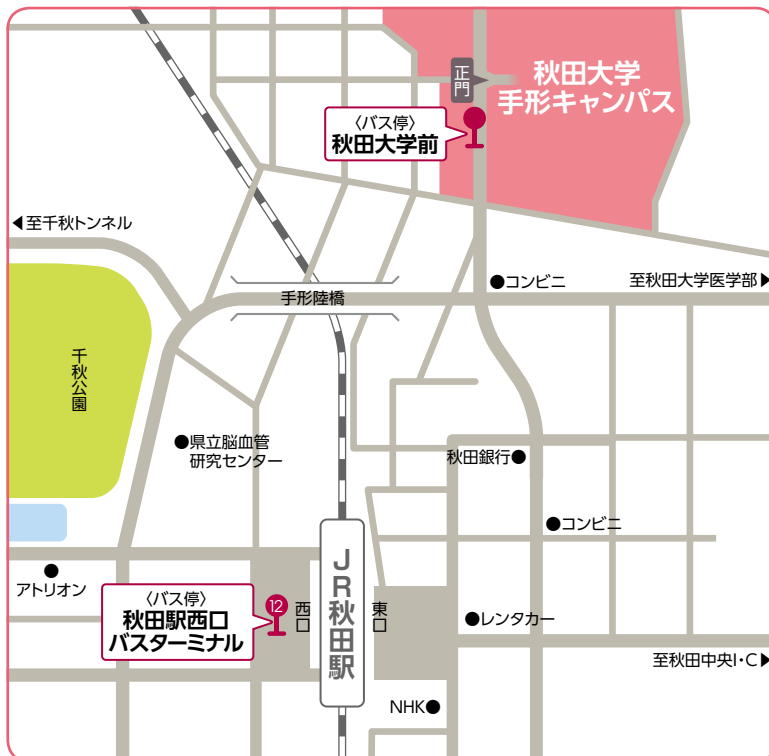 正門
秋田大学
手形キャンパス
〈バス停〉
秋田大学前
◀至千秋トンネル
手形陸橋
●コンビニ
至秋田大学医学部▶
千秋公園
●県立脳血管
研究センター
秋田銀行●
●コンビニ
アトリオン
〈バス停〉
秋田駅西口
バスターミナル
12
西口
JR秋田駅
東口
●レンタカー
至秋田中央I・C▶
NHK●